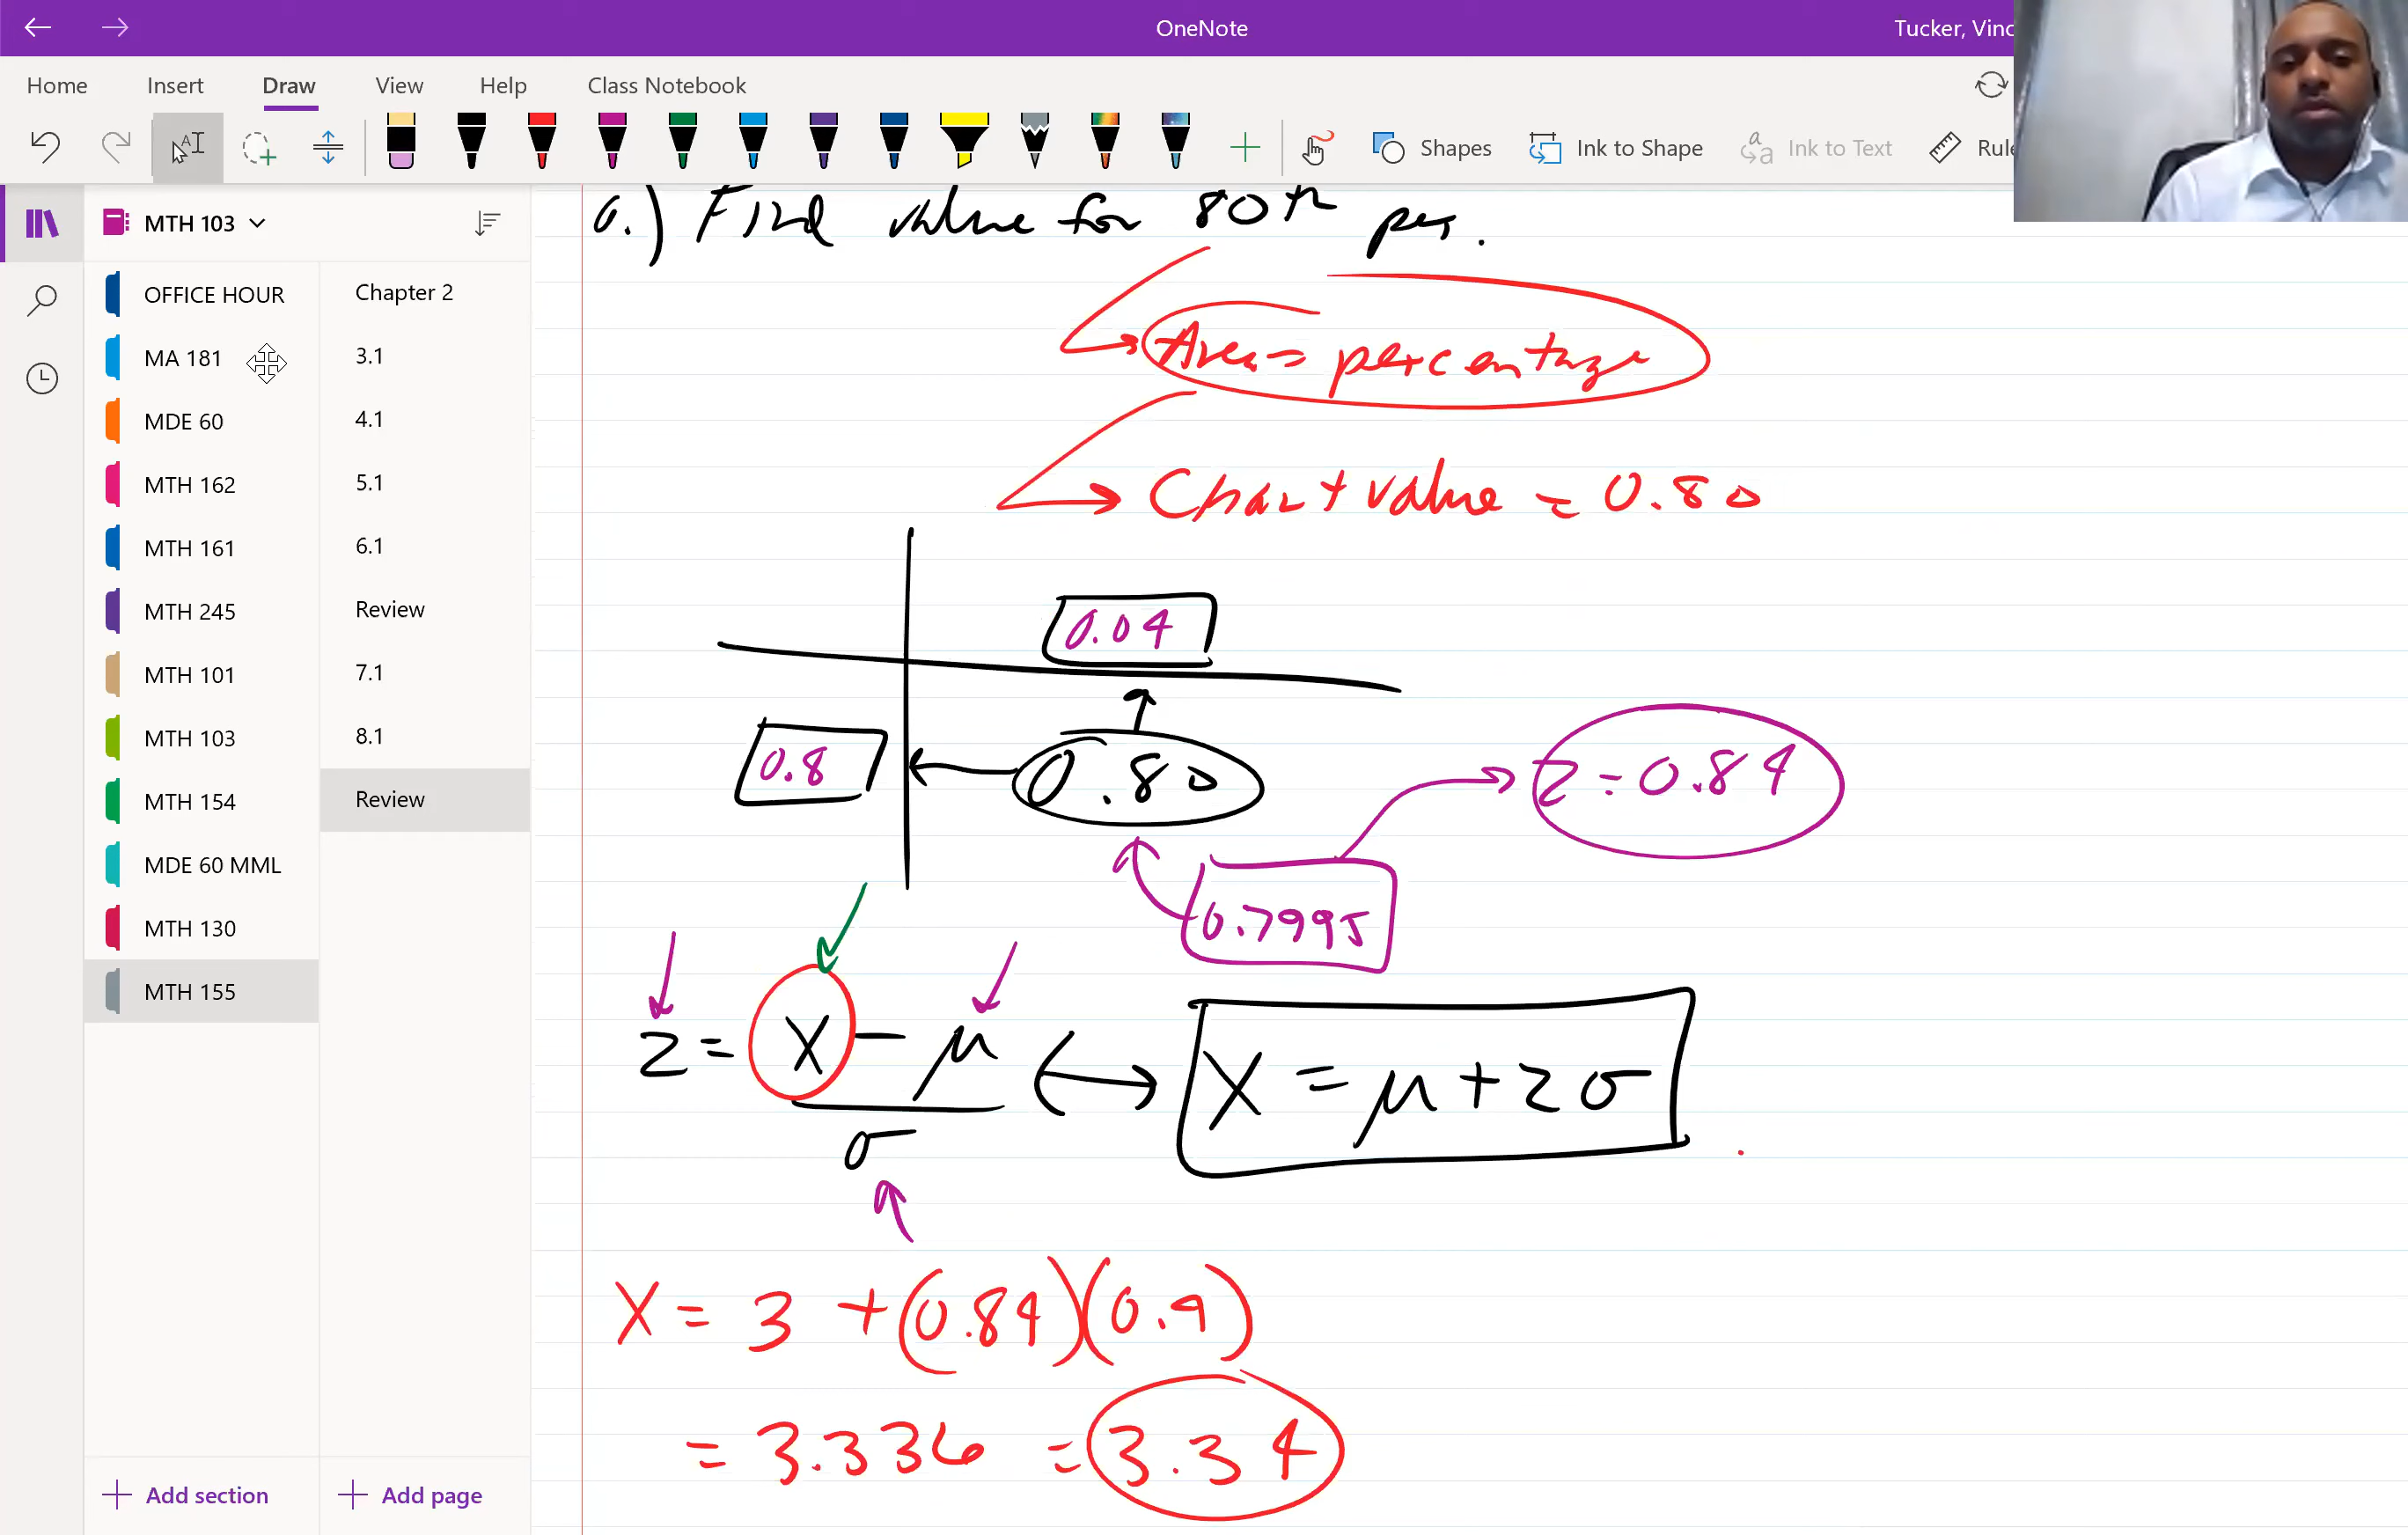 OneNote
Tucker, Vinc
Home Insert Draw View Help Class Notebook
Shapes Ink to Shape Ink to Text Rule
MTH 103
OFFICE HOUR
MA 181
MDE 60
MTH 162
MTH 161
MTH 245
MTH 101
MTH 103
MTH 154
MDE 60 MML
MTH 130
MTH 155
Add section
Chapter 2
3.1
4.1
5.1
6.1
Review
7.1
8.1
Review
Add page
a.) Find value for 80th per.
Area = percentage
Chart value = 0.80
0.04
0.8 0.80
z = 0.84
0.7995
z = X - μ
σ
X = μ + zσ
X = 3 + (0.84)(0.4)
= 3.336 = 3.34